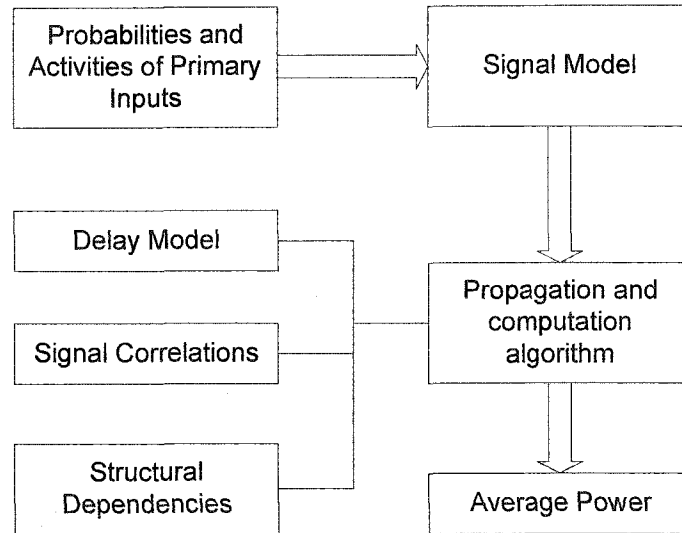 Probabilities and
Activities of Primary
Inputs
Signal Model
Delay Model
Signal Correlations
Structural
Dependencies
Propagation and
computation
algorithm
Average Power